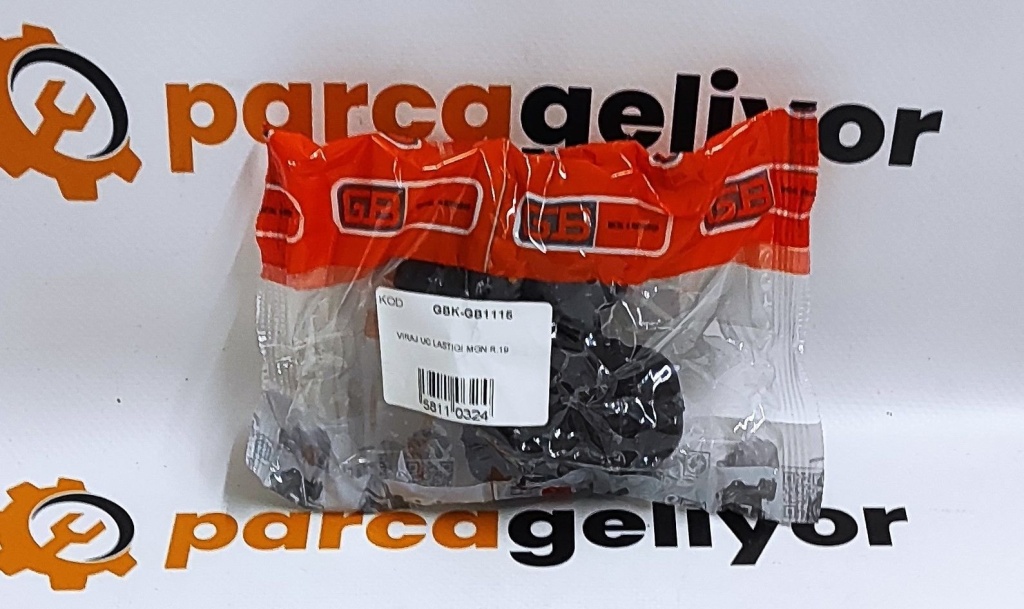 parcageliyor
GB
GB
GB
KOD
GBK-GB1115
VIRAJ UC LASTIGI MGN R.19
5811 0324
R
parcageliyor